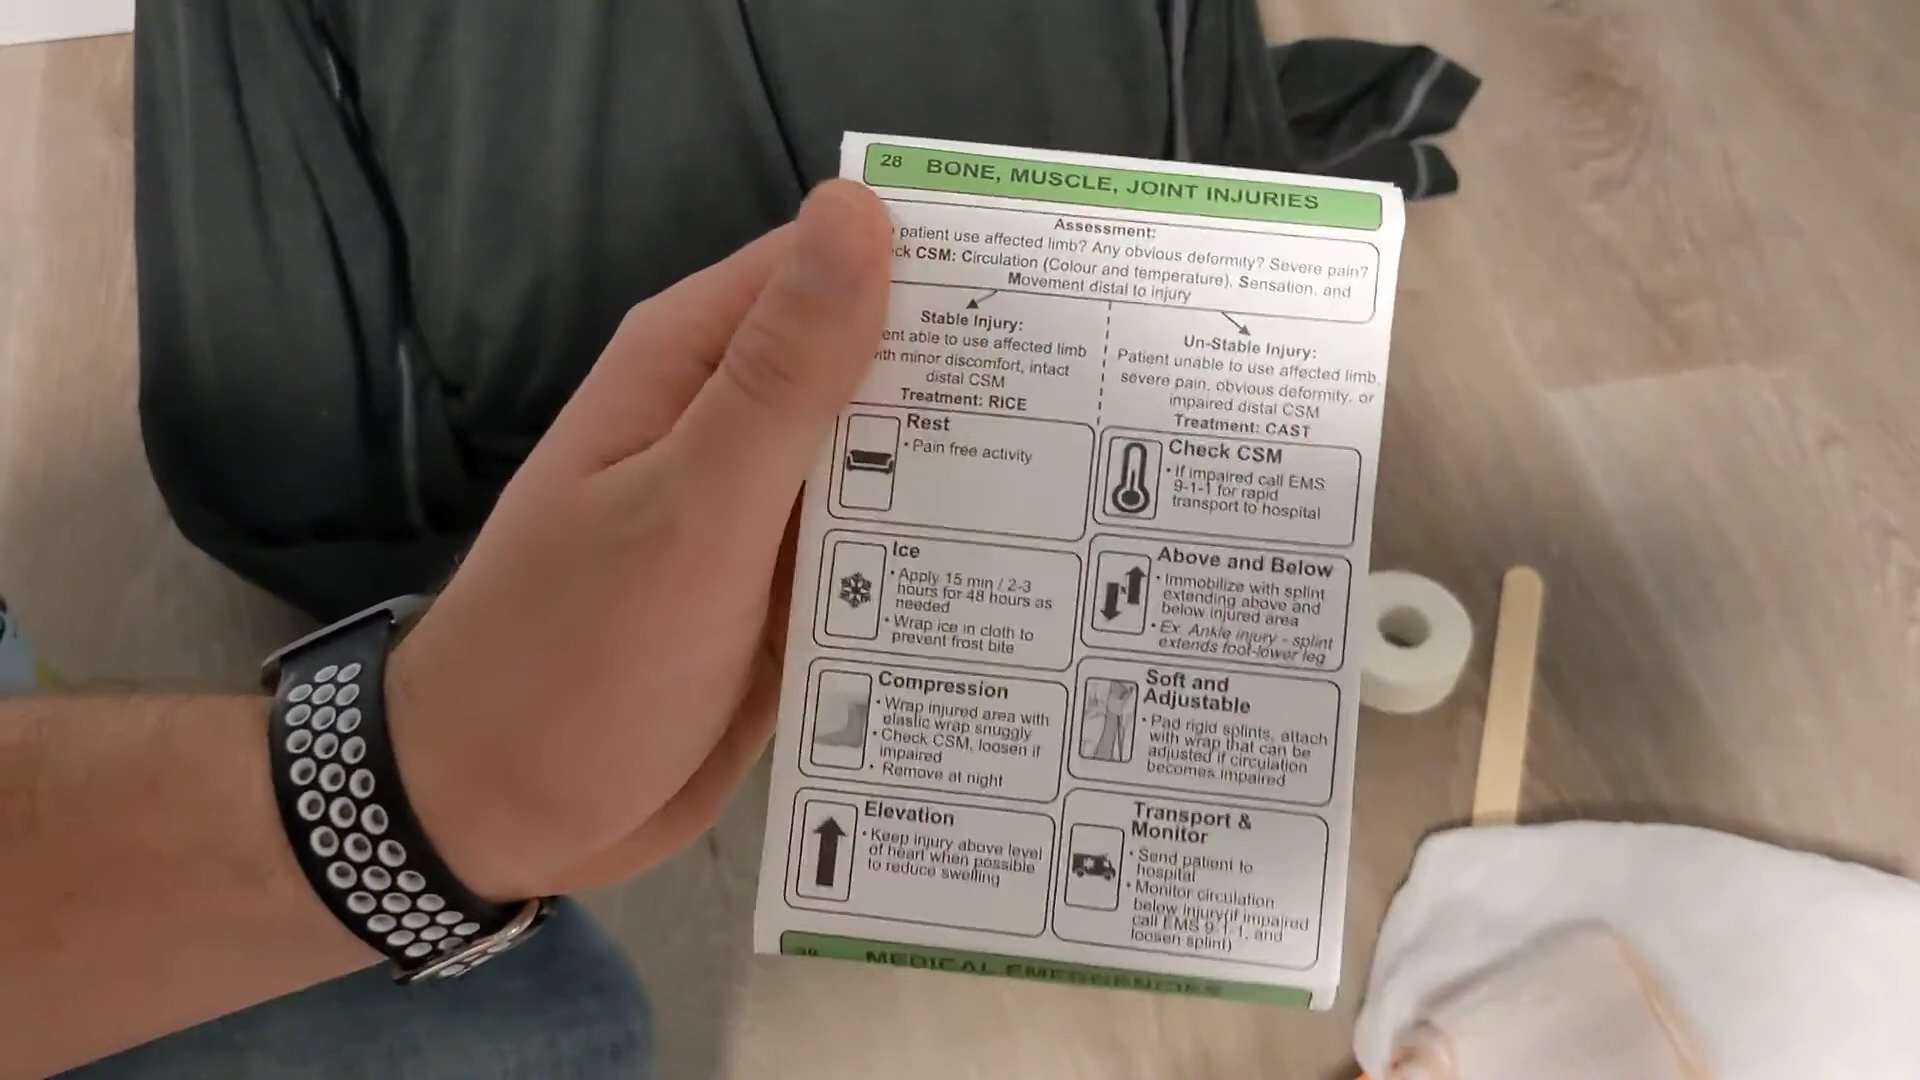 28 BONE, MUSCLE, JOINT INJURIES
Assessment:
patient use affected limb? Any obvious deformity? Severe pain?
ck CSM: Circulation (Colour and temperature), Sensation, and
Movement distal to injury
Stable Injury:
ent able to use affected limb
ith minor discomfort, intact
distal CSM
Treatment: RICE
Rest
• Pain free activity
Ice
• Apply 15 min / 2-3
hours for 48 hours as
needed
• Wrap ice in cloth to
prevent frost bite
Compression
• Wrap injured area with
elastic wrap snuggly
• Check CSM, loosen if
impaired
• Remove at night
Elevation
• Keep injury above level
of heart when possible
to reduce swelling
Un-Stable Injury:
Patient unable to use affected limb,
severe pain, obvious deformity, or
impaired distal CSM
Treatment: CAST
Check CSM
• If impaired call EMS
9-1-1 for rapid
transport to hospital
Above and Below
• Immobilize with splint
extending above and
below injured area
• Ex. Ankle injury - splint
extends foot-lower leg
Soft and
Adjustable
• Pad rigid splints, attach
with wrap that can be
adjusted if circulation
becomes impaired
Transport &
Monitor
• Send patient to
hospital
• Monitor circulation
below injury(if impaired
call EMS 9-1-1, and
loosen splint)
MEDICAL EMERGENCIES